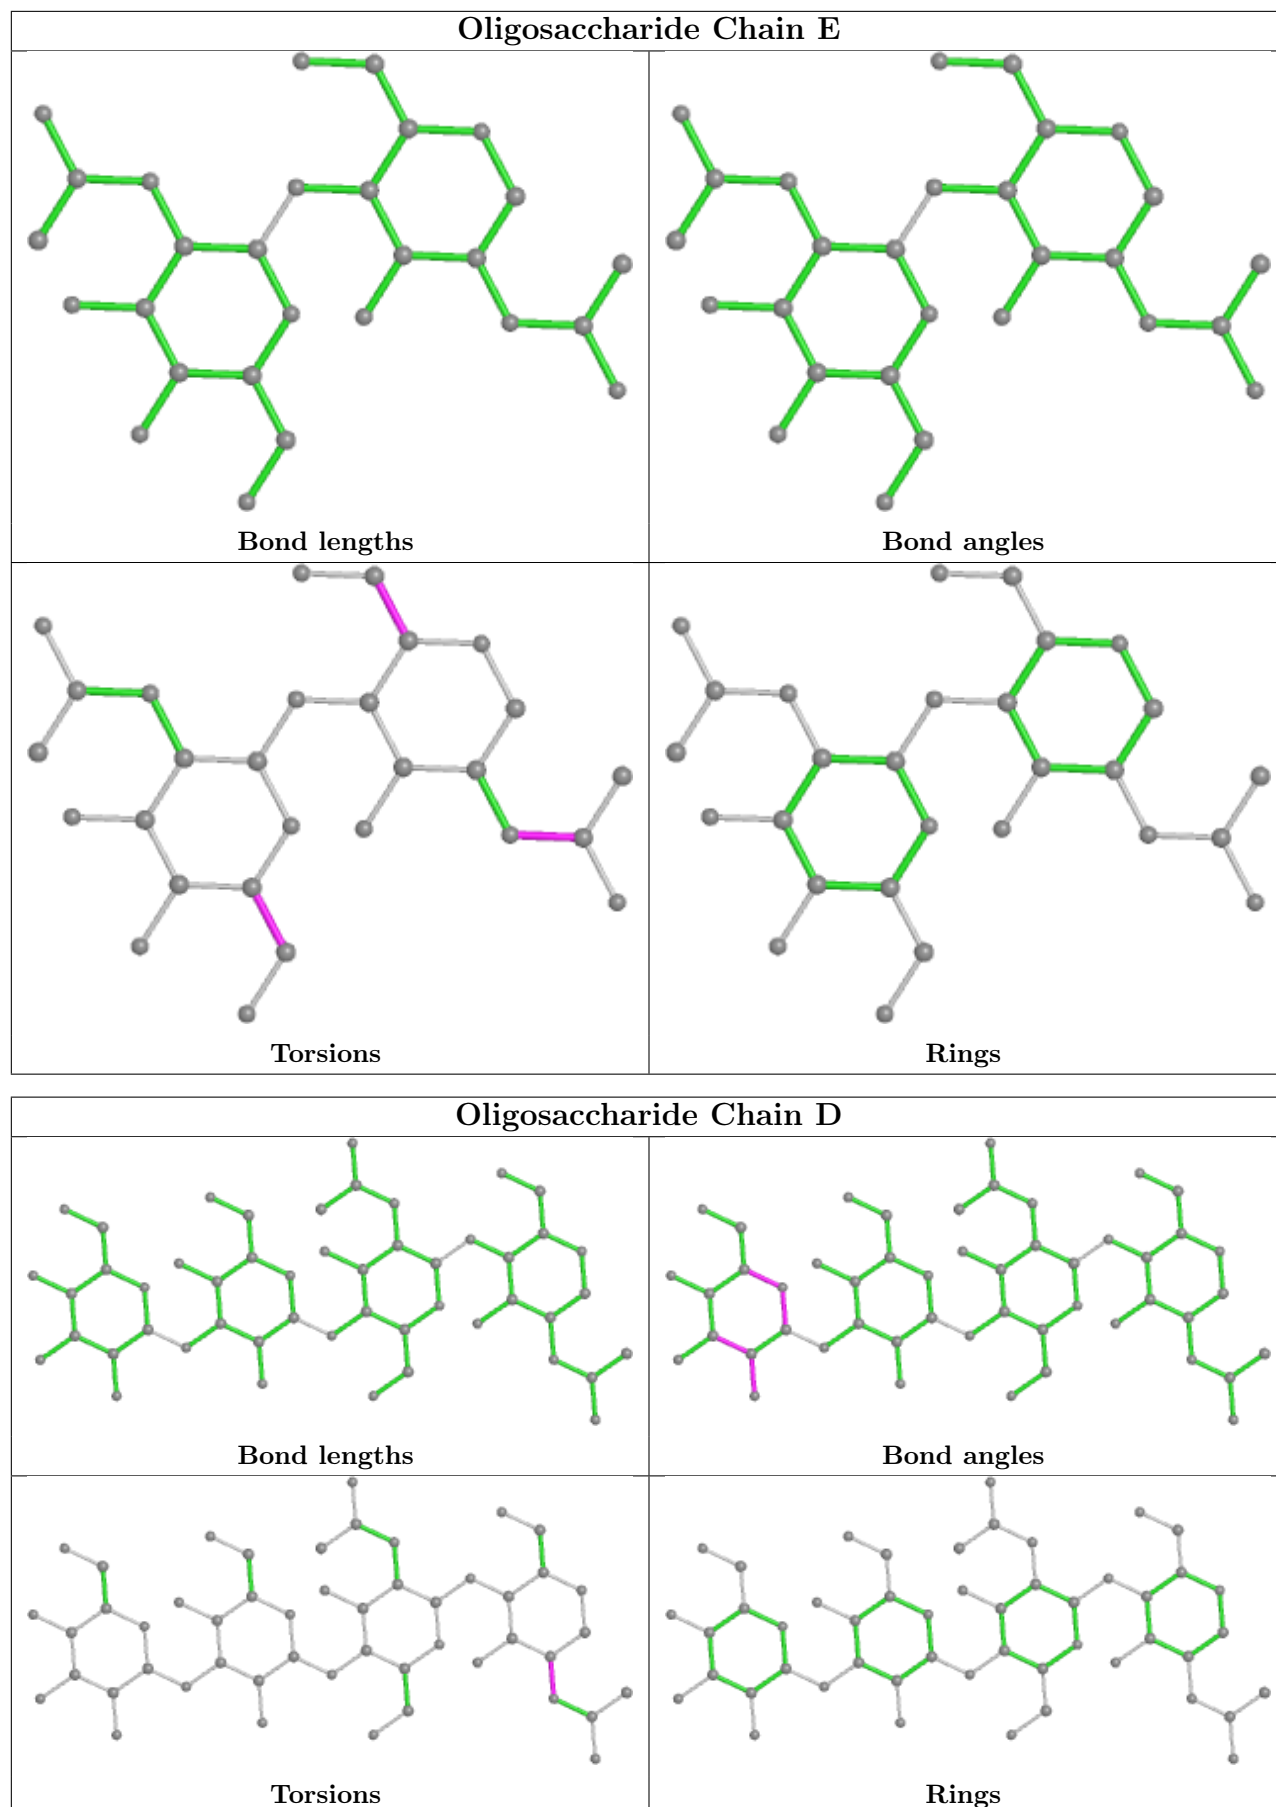 Oligosaccharide Chain E
Bond lengths
Bond angles
Torsions
Rings
Oligosaccharide Chain D
Bond lengths
Bond angles
Torsions
Rings